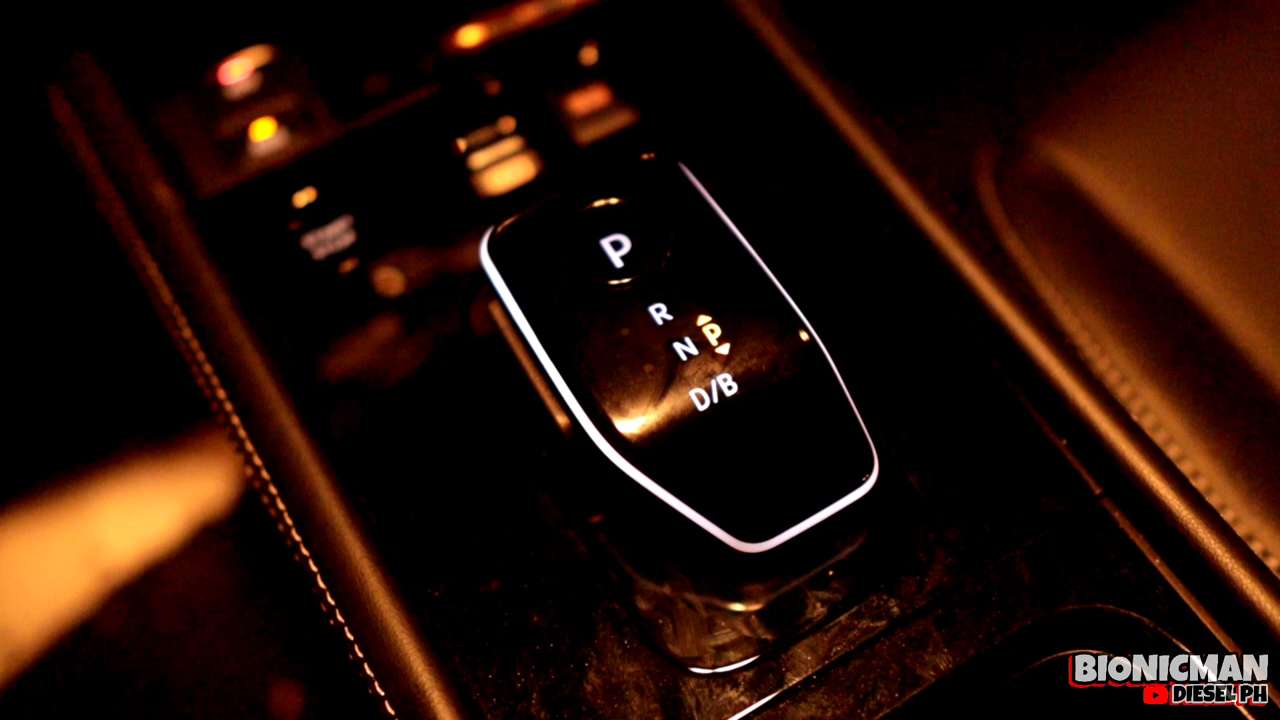 P
R
N P
D/B
BIONICMAN
DIESEL PH